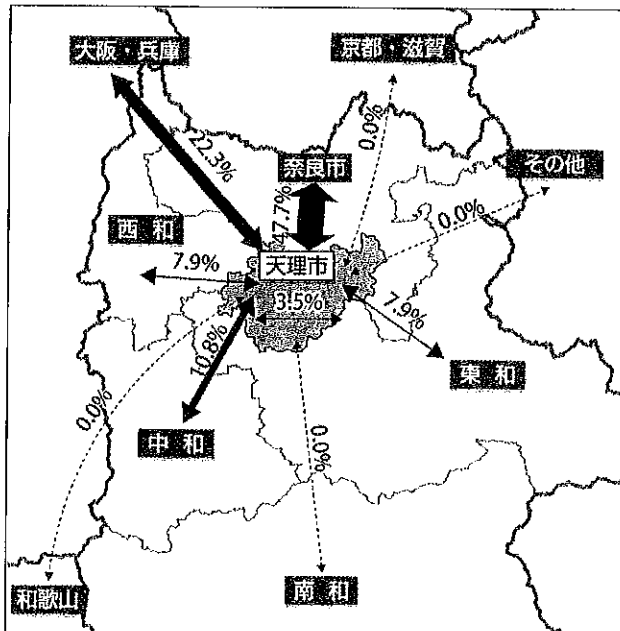 大阪・兵庫
京都・滋賀
22.3%
0.0%
奈良市
その他
47.7%
0.0%
西和
7.9%
天理市
3.5%
7.9%
10.8%
東和
0.0%
中和
0.0%
和歌山
南和